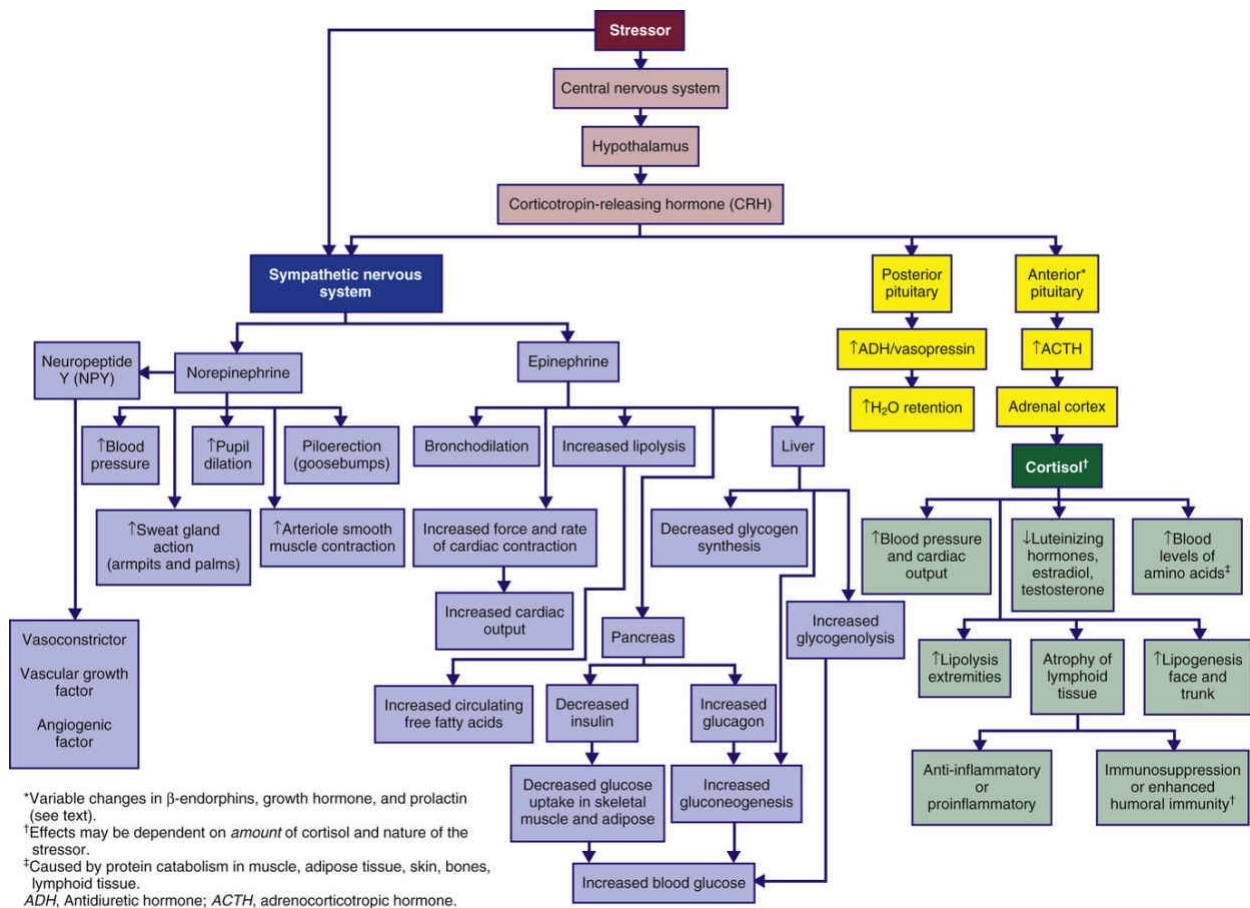 Stressor
Central nervous system
Hypothalamus
Corticotropin-releasing hormone (CRH)
Sympathetic nervous
system
Posterior
pituitary
Anterior*
pituitary
Neuropeptide
Y (NPY)
Norepinephrine
Epinephrine
↑ADH/vasopressin
↑ACTH
↑H₂O retention
Adrenal cortex
↑Blood
pressure
↑Pupil
dilation
Piloerection
(goosebumps)
Bronchodilation
Increased lipolysis
Liver
Cortisol†
↑Sweat gland
action
(armpits and palms)
↑Arteriole smooth
muscle contraction
Increased force and rate
of cardiac contraction
Decreased glycogen
synthesis
↑Blood pressure
and cardiac
output
↓Luteinizing
hormones,
estradiol,
testosterone
↑Blood
levels of
amino acids‡
Increased cardiac
output
Pancreas
Increased
glycogenolysis
Vasoconstrictor
Vascular growth
factor
Angiogenic
factor
↑Lipolysis
extremities
Atrophy of
lymphoid
tissue
↑Lipogenesis
face and
trunk
Increased circulating
free fatty acids
Decreased
insulin
Increased
glucagon
Decreased glucose
uptake in skeletal
muscle and adipose
Increased
gluconeogenesis
Anti-inflammatory
or
proinflammatory
Immunosuppression
or enhanced
humoral immunity†
Increased blood glucose
*Variable changes in β-endorphins, growth hormone, and prolactin
(see text).
†Effects may be dependent on amount of cortisol and nature of the
stressor.
‡Caused by protein catabolism in muscle, adipose tissue, skin, bones,
lymphoid tissue.
ADH, Antidiuretic hormone; ACTH, adrenocorticotropic hormone.